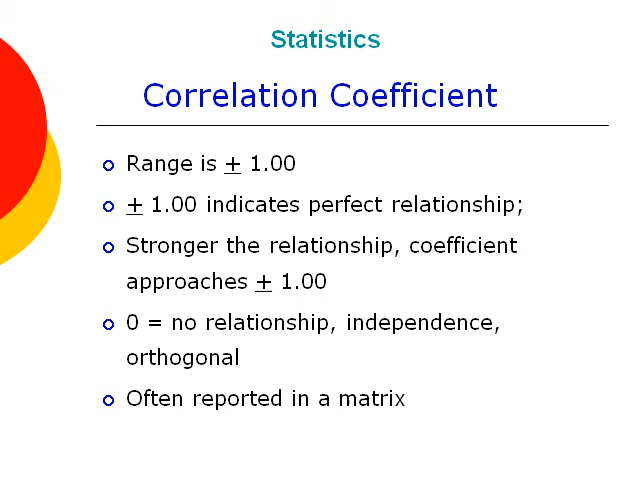 Statistics
Correlation Coefficient
Range is ± 1.00
± 1.00 indicates perfect relationship;
Stronger the relationship, coefficient
approaches ± 1.00
0 = no relationship, independence,
orthogonal
Often reported in a matrix